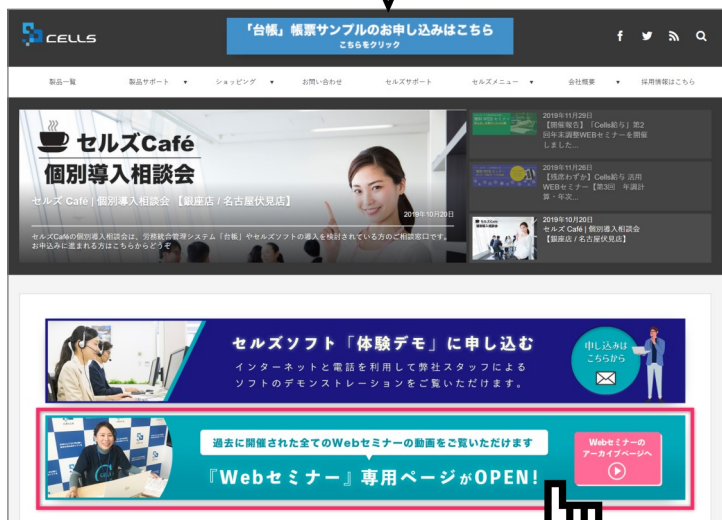 CELLS
「台帳」帳票サンプルのお申し込みはこちら
こちらをクリック
製品一覧 製品サポート ショッピング お問い合わせ セルズサポート セルズメニュー 会社概要 採用情報はこちら
セルズCafé
個別導入相談会
セルズ Café | 個別導入相談会 【銀座店 / 名古屋伏見店】
2019年10月20日
セルズCaféの個別導入相談会は、労務統合管理システム「台帳」やセルズソフトの導入を検討されている方のご相談窓口です。
お申込みに進まれる方はこちらからどうぞ
2019年11月29日
【開催報告】「Cells給与」第2
回年末調整WEBセミナーを開催
しました...
2019年11月26日
【残席わずか】Cells給与 活用
WEBセミナー【第3回 年調計
算・年次...
セルズCafé
個別導入相談会
2019年10月20日
セルズ Café | 個別導入相談会
【銀座店 / 名古屋伏見店】
セルズソフト「体験デモ」に申し込む
インターネットと電話を利用して弊社スタッフによる
ソフトのデモンストレーションをご覧いただけます。
申し込みは
こちらから
過去に開催された全てのWebセミナーの動画をご覧いただけます
『Webセミナー』専用ページがOPEN!
Webセミナーの
アーカイブページへ